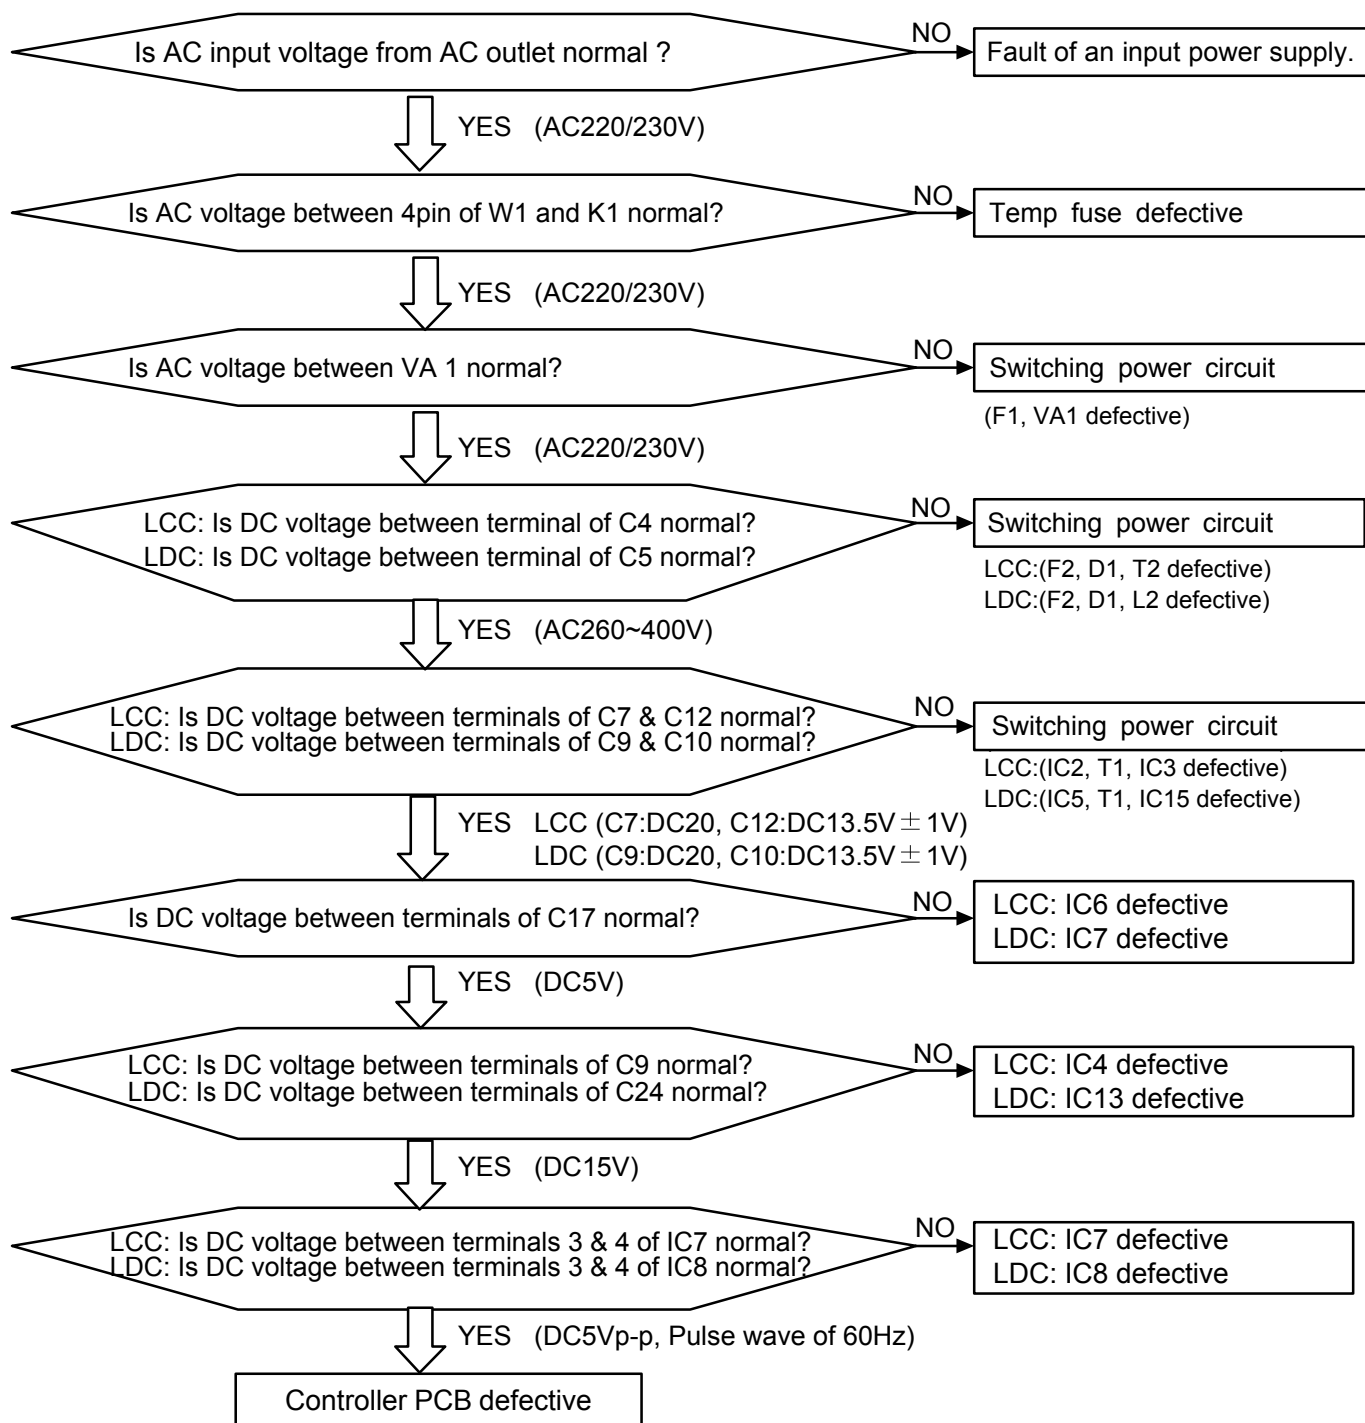 Is AC input voltage from AC outlet normal ?
NO
Fault of an input power supply.
YES (AC220/230V)
Is AC voltage between 4pin of W1 and K1 normal?
NO
Temp fuse defective
YES (AC220/230V)
Is AC voltage between VA 1 normal?
NO
Switching power circuit
(F1, VA1 defective)
YES (AC220/230V)
LCC: Is DC voltage between terminal of C4 normal?
LDC: Is DC voltage between terminal of C5 normal?
NO
Switching power circuit
LCC:(F2, D1, T2 defective)
LDC:(F2, D1, L2 defective)
YES (AC260~400V)
LCC: Is DC voltage between terminals of C7 & C12 normal?
LDC: Is DC voltage between terminals of C9 & C10 normal?
NO
Switching power circuit
LCC:(IC2, T1, IC3 defective)
LDC:(IC5, T1, IC15 defective)
YES LCC (C7:DC20, C12:DC13.5V ± 1V)
LDC (C9:DC20, C10:DC13.5V ± 1V)
Is DC voltage between terminals of C17 normal?
NO
LCC: IC6 defective
LDC: IC7 defective
YES (DC5V)
LCC: Is DC voltage between terminals of C9 normal?
LDC: Is DC voltage between terminals of C24 normal?
NO
LCC: IC4 defective
LDC: IC13 defective
YES (DC15V)
LCC: Is DC voltage between terminals 3 & 4 of IC7 normal?
LDC: Is DC voltage between terminals 3 & 4 of IC8 normal?
NO
LCC: IC7 defective
LDC: IC8 defective
YES (DC5Vp-p, Pulse wave of 60Hz)
Controller PCB defective